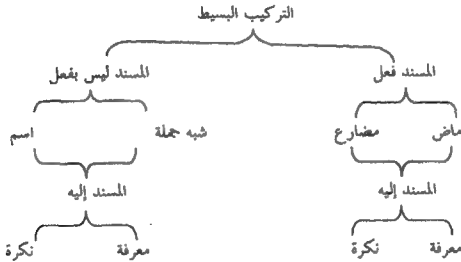 التركيب البسيط
المسند فعل المسند ليس بفعل
ماض مضارع شبه جملة اسم
المسند إليه المسند إليه
معرفة نكرة معرفة نكرة